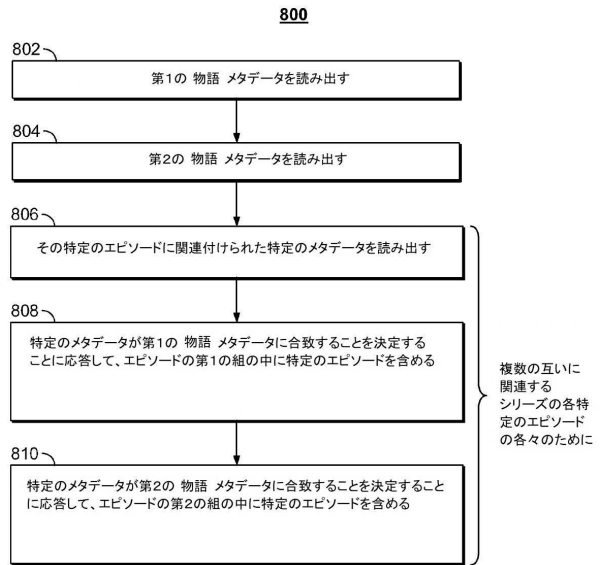 800
802
第1の 物語 メタデータを読み出す
804
第2の 物語 メタデータを読み出す
806
その特定のエピソードに関連付けられた特定のメタデータを読み出す
808
特定のメタデータが第1の 物語 メタデータに合致することを決定する
ことに応答して、エピソードの第1の組の中に特定のエピソードを含める
810
特定のメタデータが第2の 物語 メタデータに合致することを決定すること
に応答して、エピソードの第2の組の中に特定のエピソードを含める
複数の互いに
関連する
シリーズの各特
定のエピソード
の各々のために